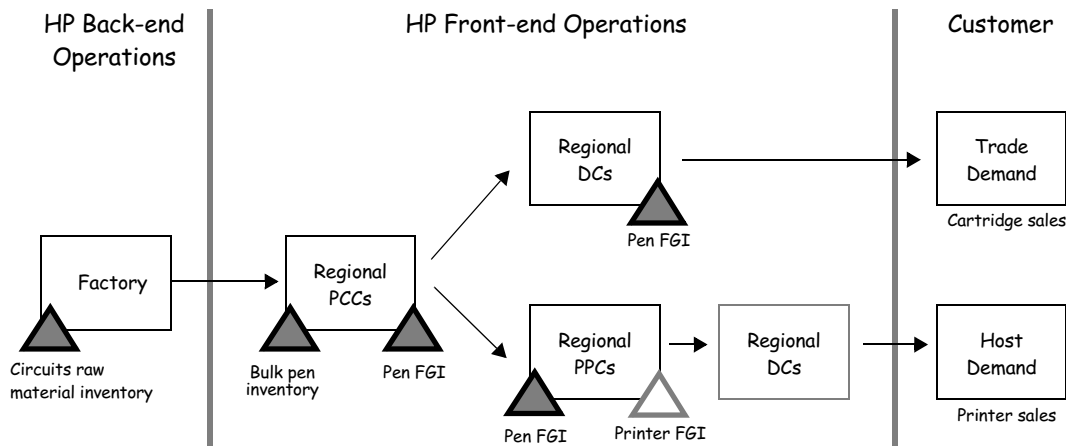 HP Back-end
Operations
HP Front-end Operations
Customer
Regional
DCs
Pen FGI
Trade
Demand
Cartridge sales
Factory
Circuits raw
material inventory
Regional
PCCs
Bulk pen
inventory
Pen FGI
Regional
PPCs
Pen FGI
Printer FGI
Regional
DCs
Host
Demand
Printer sales